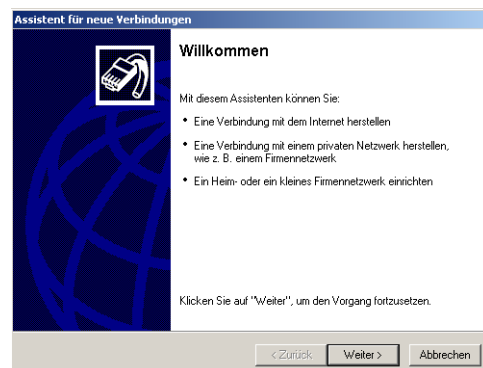 Assistent für neue Verbindungen
Willkommen
Mit diesem Assistenten können Sie:
• Eine Verbindung mit dem Internet herstellen
• Eine Verbindung mit einem privaten Netzwerk herstellen,
wie z. B. einem Firmennetzwerk
• Ein Heim- oder ein kleines Firmennetzwerk einrichten
Klicken Sie auf "Weiter", um den Vorgang fortzusetzen.
< Zurück Weiter > Abbrechen